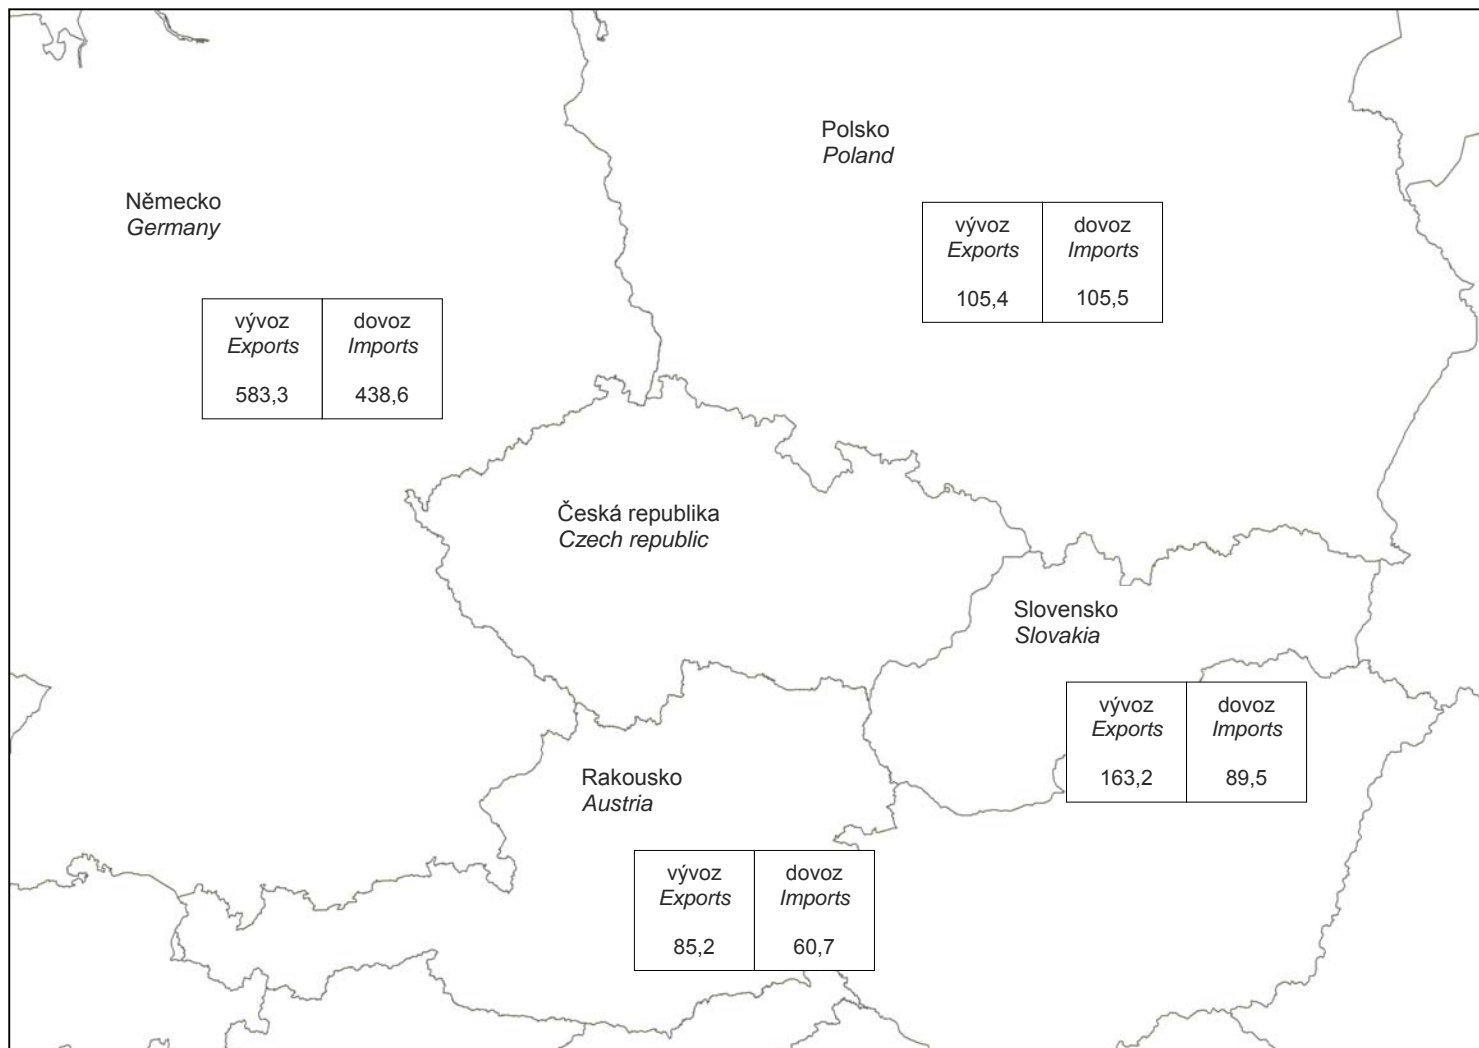 Polsko
Poland
Německo
Germany
vývoz
Exports
105,4
dovoz
Imports
105,5
vývoz
Exports
583,3
dovoz
Imports
438,6
Česká republika
Czech republic
Slovensko
Slovakia
vývoz
Exports
163,2
dovoz
Imports
89,5
Rakousko
Austria
vývoz
Exports
85,2
dovoz
Imports
60,7